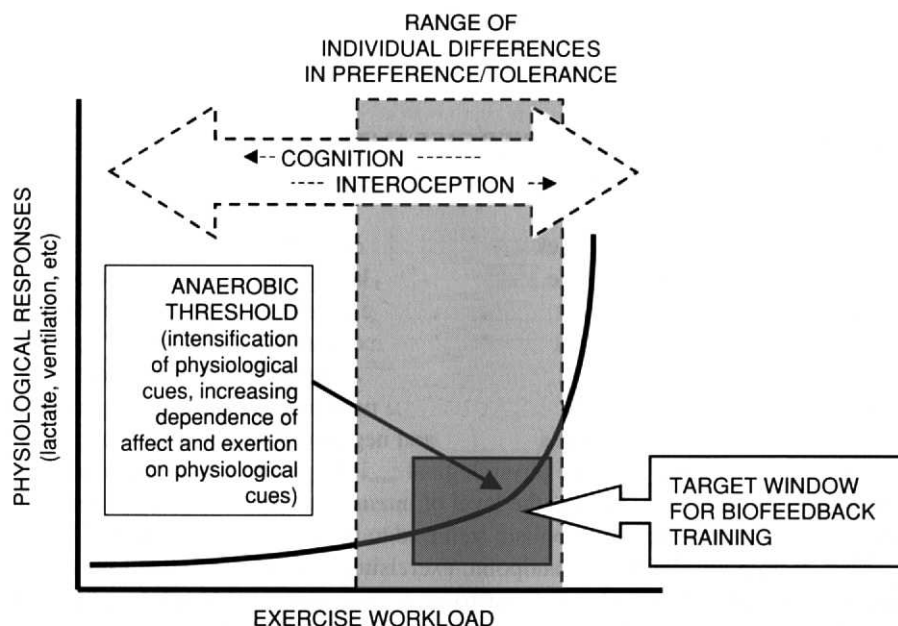 RANGE OF
INDIVIDUAL DIFFERENCES
IN PREFERENCE/TOLERANCE
COGNITION
INTEROCEPTION
PHYSIOLOGICAL RESPONSES
(lactate, ventilation, etc)
ANAEROBIC
THRESHOLD
(intensification
of physiological
cues, increasing
dependence of
affect and exertion
on physiological
cues)
TARGET WINDOW
FOR BIOFEEDBACK
TRAINING
EXERCISE WORKLOAD